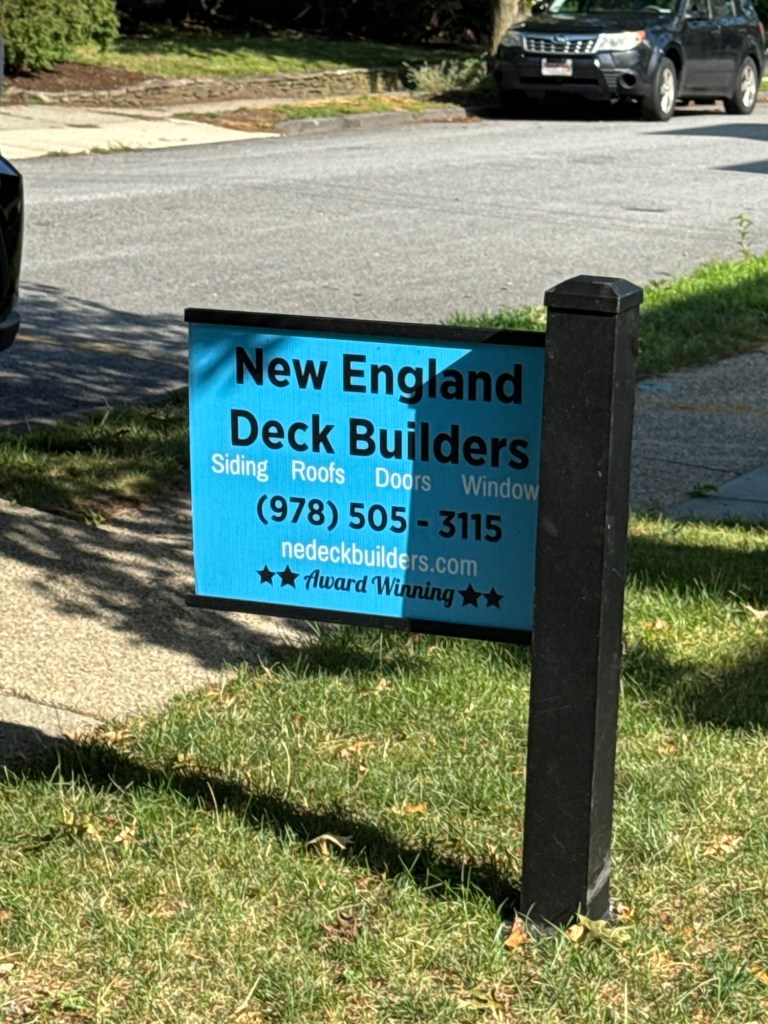 New England
Deck Builders
Siding Roofs Doors Window
(978) 505 - 3115
nedeckbuilders.com
Award Winning